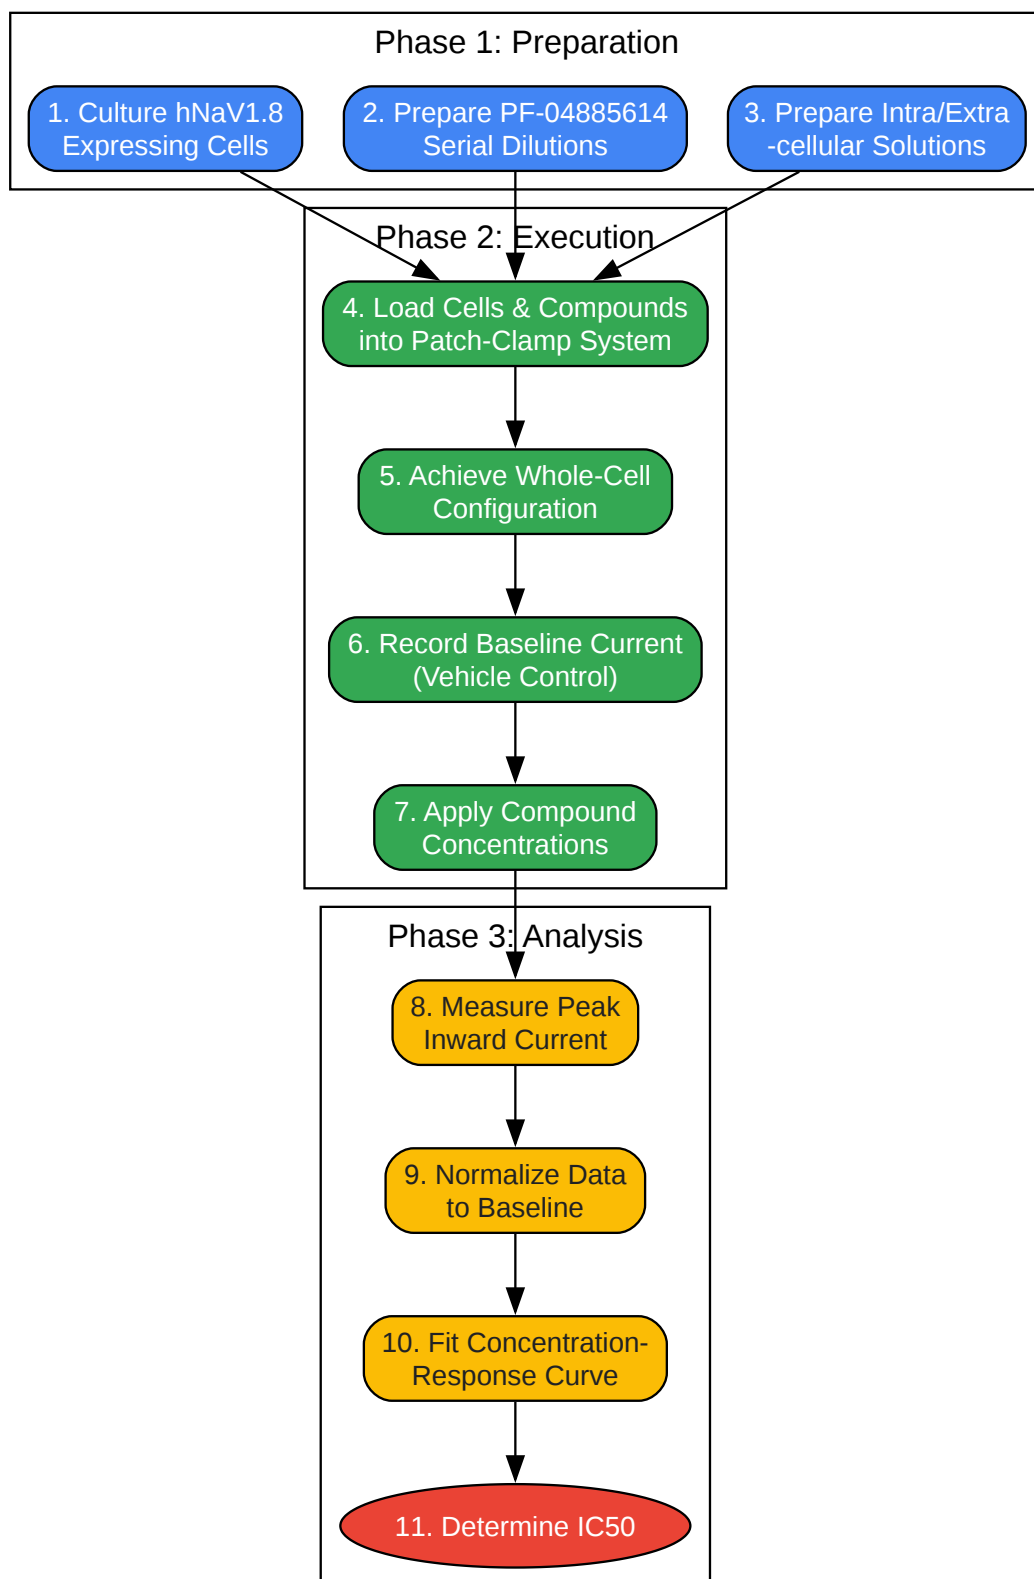 Phase 1: Preparation
1. Culture hNaV1.8
Expressing Cells
2. Prepare PF-04885614
Serial Dilutions
3. Prepare Intra/Extra
-cellular Solutions
Phase 2: Execution
4. Load Cells & Compounds
into Patch-Clamp System
5. Achieve Whole-Cell
Configuration
6. Record Baseline Current
(Vehicle Control)
7. Apply Compound
Concentrations
Phase 3: Analysis
8. Measure Peak
Inward Current
9. Normalize Data
to Baseline
10. Fit Concentration-
Response Curve
11. Determine IC50